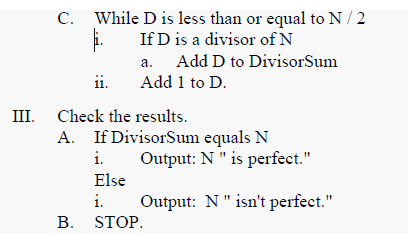 C. While D is less than or equal to N / 2
i. If D is a divisor of N
a. Add D to DivisorSum
ii. Add 1 to D.
III. Check the results.
A. If DivisorSum equals N
i. Output: N " is perfect."
Else
i. Output: N " isn't perfect."
B. STOP.